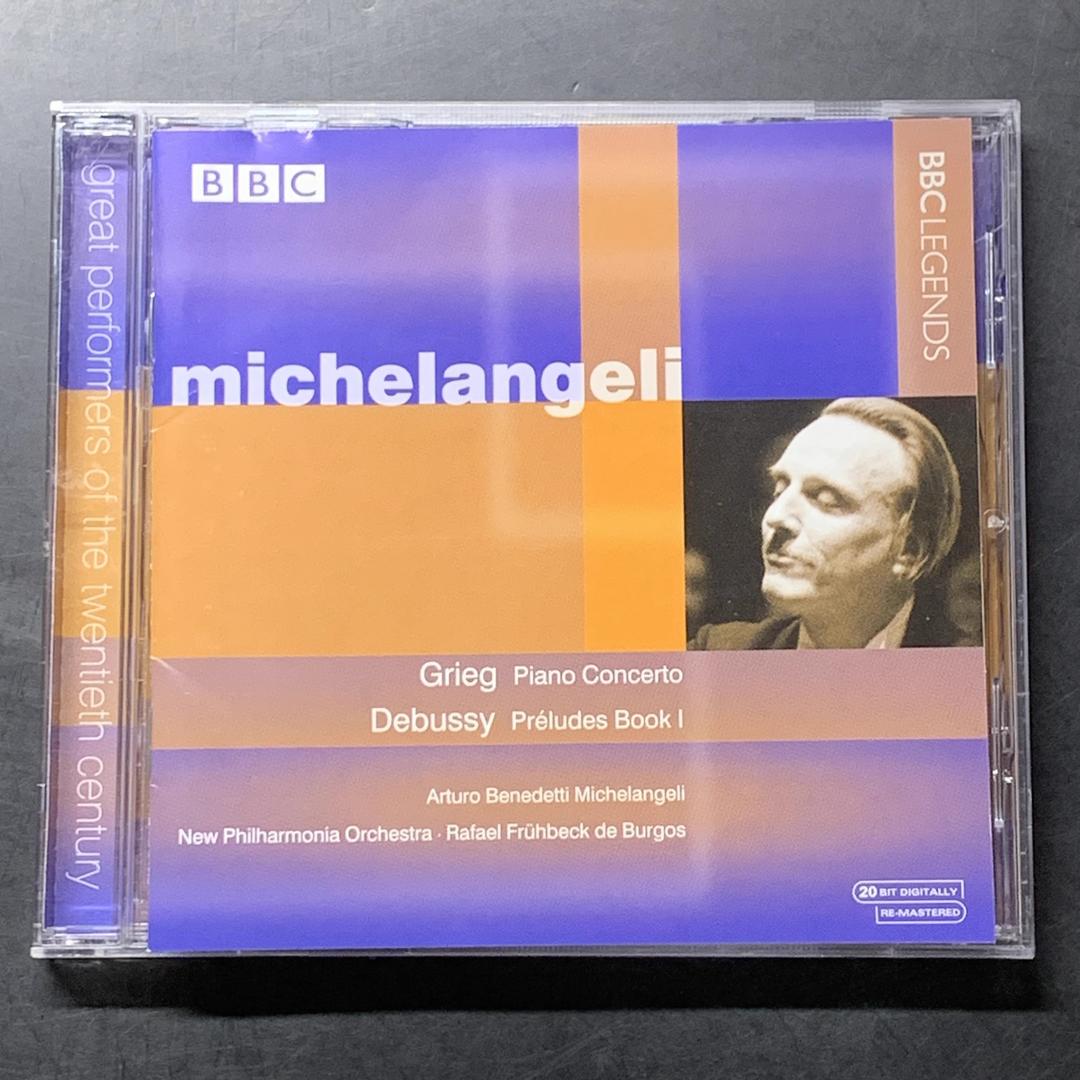 great performers of the twentieth century
BBC
BBC LEGENDS
michelangeli
Grieg Piano Concerto
Debussy Préludes Book I
Arturo Benedetti Michelangeli
New Philharmonia Orchestra · Rafael Frühbeck de Burgos
20 BIT DIGITALLY
RE-MASTERED